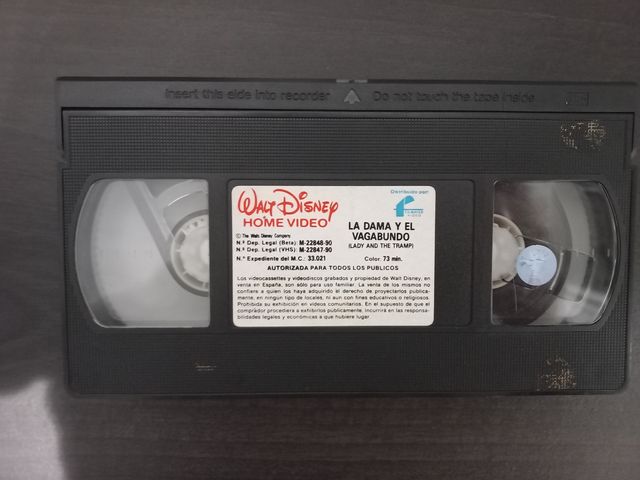 Insert this side into recorder
Do not touch the tape inside
WALT DISNEY
HOME VIDEO
Distribuido por:
FILMAYER
VIDEO
LA DAMA Y EL
VAGABUNDO
(LADY AND THE TRAMP)
© The Walt Disney Company
N.º Dep. Legal (Beta): M-22848-90
N.º Dep. Legal (VHS): M-22847-90
N.º Expediente del M.C.: 33.021
Color. 73 min.
AUTORIZADA PARA TODOS LOS PUBLICOS
Los videocassettes y videodiscos grabados y propiedad de Walt Disney, en
venta en España, son sólo para uso familiar. La venta de los mismos no
confiere a quien los haya adquirido el derecho de proyectarlos publicamente,
en ningún tipo de locales, ni aun con fines educativos o religiosos.
Prohibida su exhibición en vídeos comunitarios. En el supuesto de que el
comprador procediera a exhibirlos publicamente. Incurrirá en las responsabilidades
legales y económicas a que hubiere lugar.